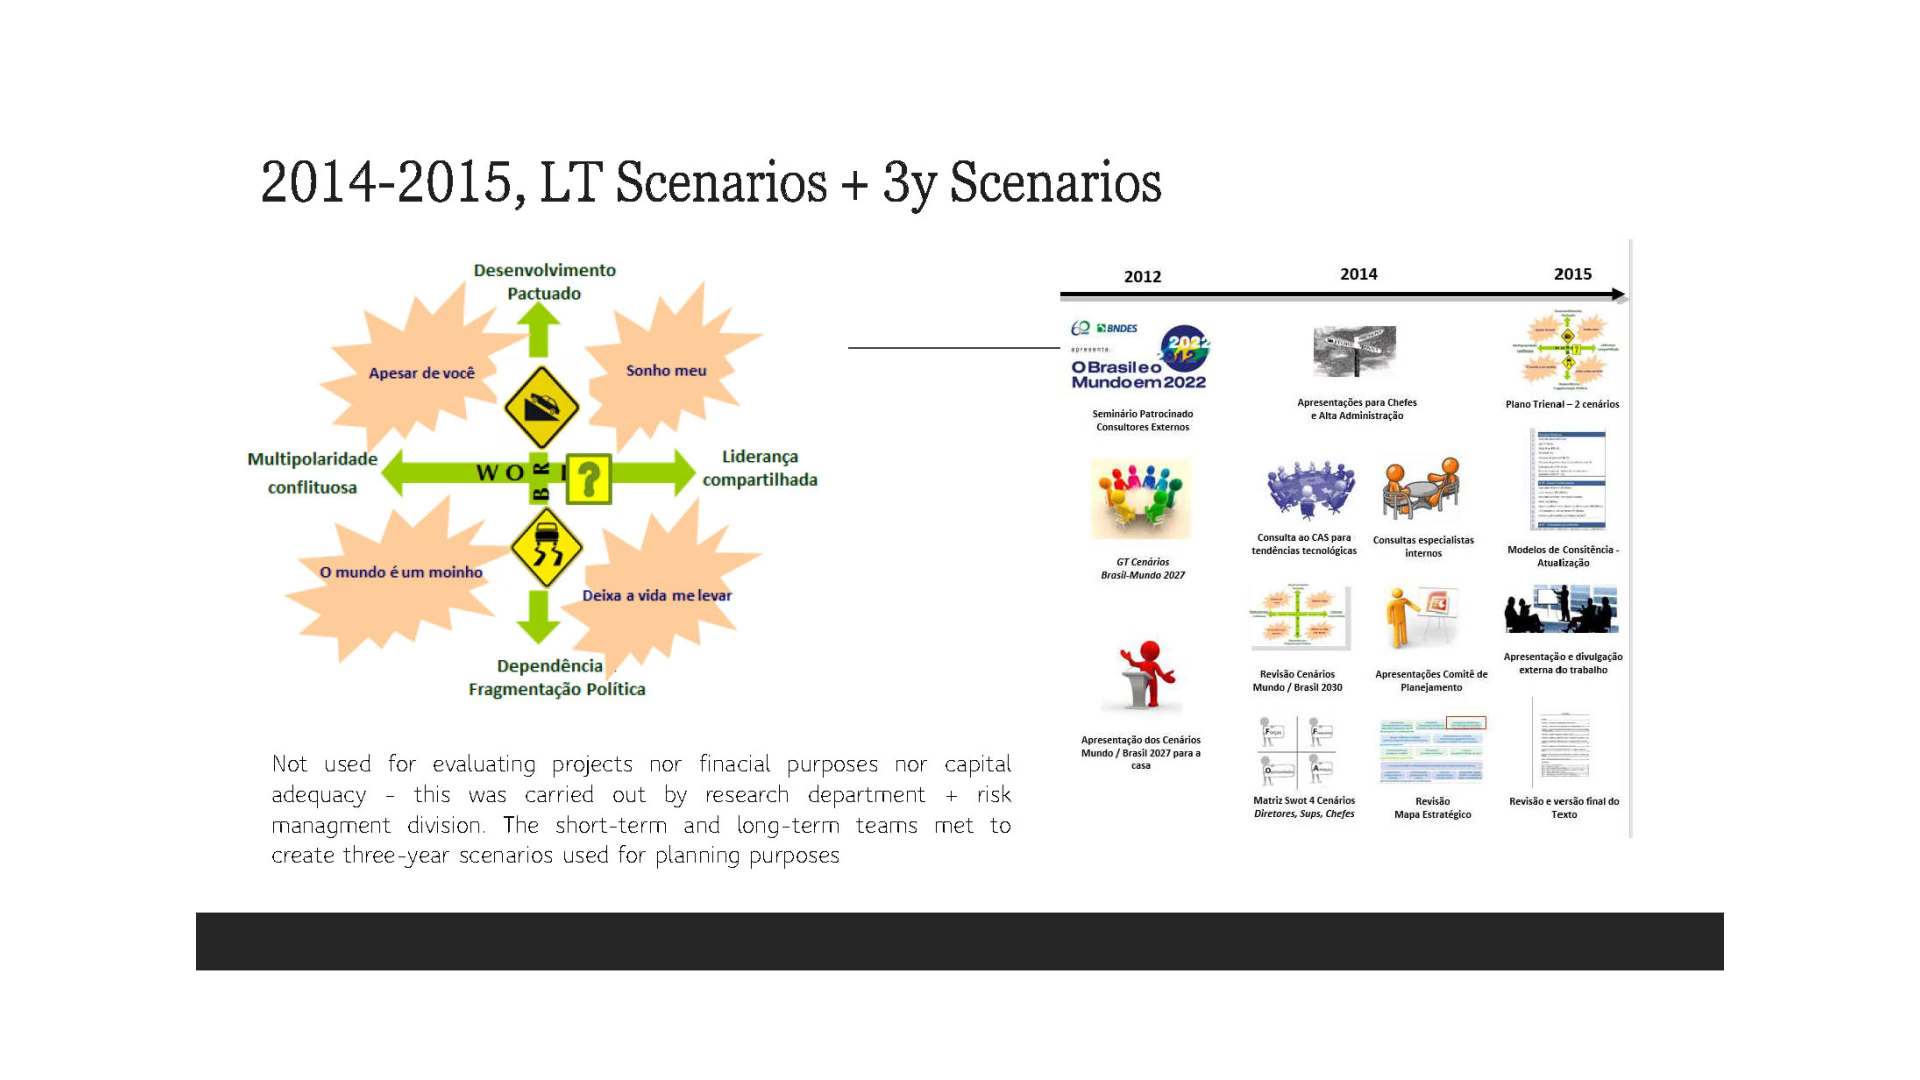 2014-2015, LT Scenarios + 3y Scenarios
Desenvolvimento
Pactuado
Apesar de você
Sonho meu
Multipolaridade
conflituosa
W O R
B
?
Liderança
compartilhada
O mundo é um moinho
Deixa a vida me levar
Dependência
Fragmentação Política
Not used for evaluating projects nor finacial purposes nor capital
adequacy – this was carried out by research department + risk
managment division. The short-term and long-term teams met to
create three-year scenarios used for planning purposes
2012
2014
2015
60 BNDES
apresenta:
2022
O Brasil e o
Mundo em 2022
Seminário Patrocinado
Consultores Externos
GT Cenários
Brasil-Mundo 2027
Apresentação dos Cenários
Mundo / Brasil 2027 para a
casa
Apresentações para Chefes
e Alta Administração
Consulta ao CAS para
tendências tecnológicas
Consultas especialistas
internos
Revisão Cenários
Mundo / Brasil 2030
Apresentações Comitê de
Planejamento
Matriz Swot 4 Cenários
Diretores, Sups, Chefes
Revisão
Mapa Estratégico
Plano Trienal – 2 cenários
Modelos de Consitência -
Atualização
Apresentação e divulgação
externa do trabalho
Revisão e versão final do
Texto